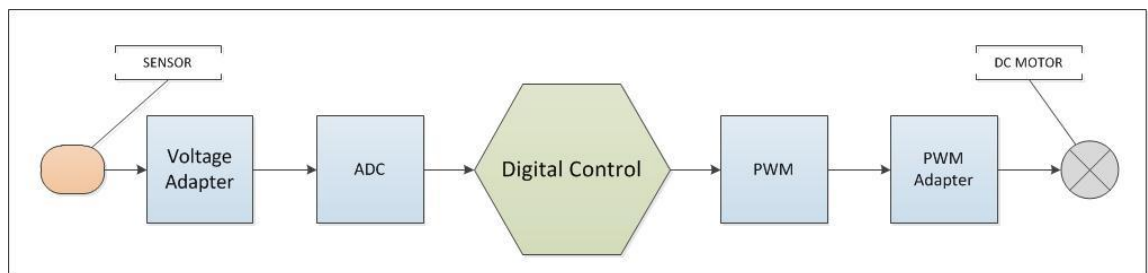 SENSOR
DC MOTOR
Voltage
Adapter
ADC
Digital Control
PWM
PWM
Adapter